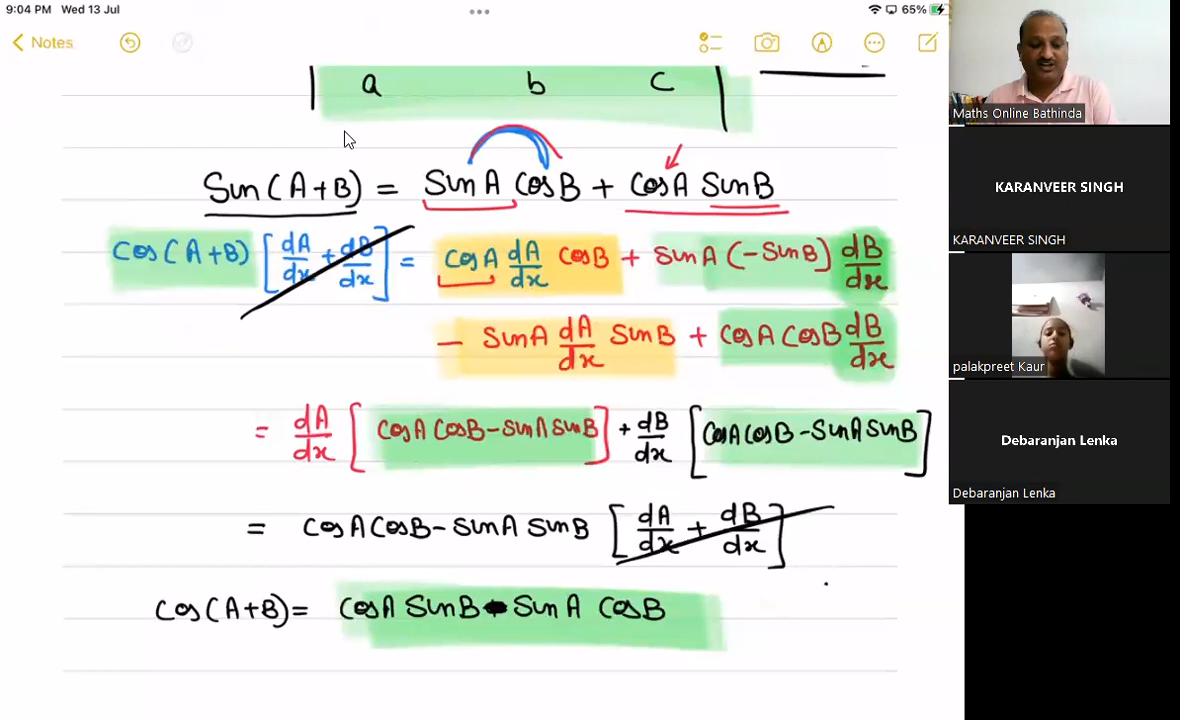 9:04 PM Wed 13 Jul
65%
Notes
a b c
Sin(A+B) = SinA CosB + CosA SinB
Cos(A+B) [dA/dx + dB/dx] = CosA dA/dx CosB + SinA (-SinB) dB/dx
- SinA dA/dx SinB + CosA CosB dB/dx
= dA/dx [CosA CosB - SinA SinB] + dB/dx [CosA CosB - SinA SinB]
= CosA CosB - SinA SinB [dA/dx + dB/dx]
Cos(A+B) = CosA SinB - SinA CosB
Maths Online Bathinda
KARANVEER SINGH
KARANVEER SINGH
palakpreet Kaur
Debaranjan Lenka
Debaranjan Lenka